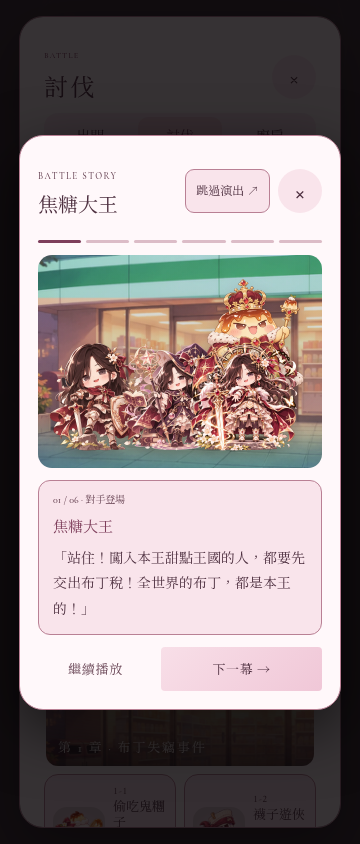 BATTLE
討伐
×
BATTLE STORY
焦糖大王
跳過演出 ↗
×
01 / 06 · 對手登場
焦糖大王
「站住！闖入本王甜點王國的人，都要先
交出布丁稅！全世界的布丁，都是本王
的！」
繼續播放
下一幕 →
第 1 章 布丁失竊事件
1-1
偷吃鬼糰
子
1-2
襪子遊俠